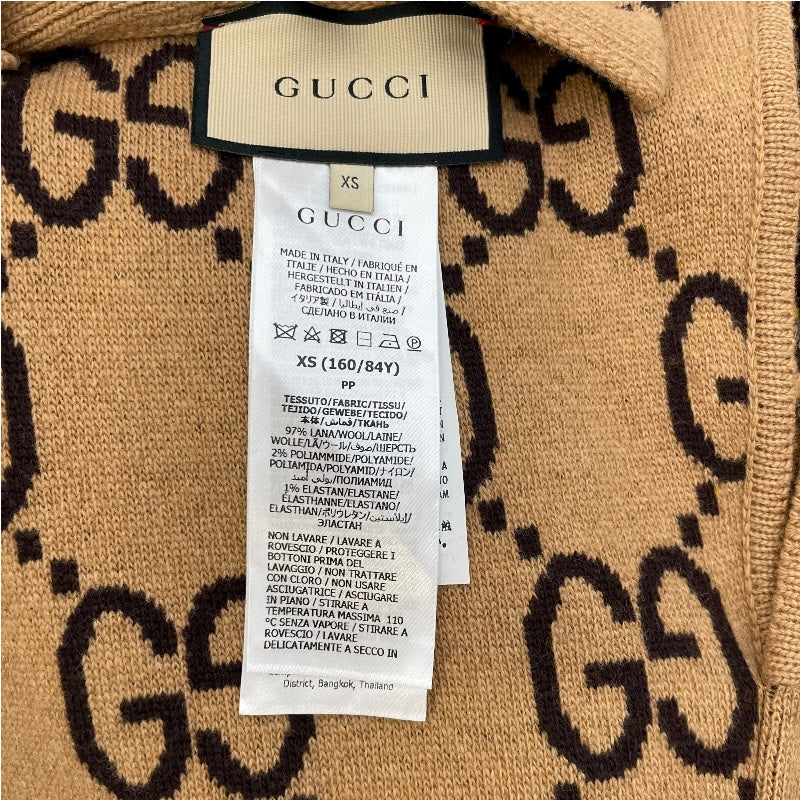 GUCCI
XS
GUCCI
MADE IN ITALY / FABRIQUÉ EN
ITALIE / HECHO EN ITALIA /
HERGESTELLT IN ITALIEN /
FABRICADO EM ITÁLIA /
イタリア製 / صنع في إيطاليا /
СДЕЛАНО В ИТАЛИИ
P
XS (160/84Y)
PP
TESSUTO/FABRIC/TISSU/
TEJIDO/GEWEBE/TECIDO/
本体/قماش/ТКАНЬ
97% LANA/WOOL/LAINE/
WOLLE/LÃ/ウール/صوف/ШЕРСТЬ
2% POLIAMMIDE/POLYAMIDE/
POLIAMIDA/POLYAMID/ナイロン/
بولي أميد/ПОЛИАМИД
1% ELASTAN/ELASTANE/
ÉLASTHANNE/ELASTANO/
ELASTHAN/ポリウレタン/إيلاستين/
ЭЛАСТАН
NON LAVARE / LAVARE A
ROVESCIO / PROTEGGERE I
BOTTONI PRIMA DEL
LAVAGGIO / NON TRATTARE
CON CLORO / NON USARE
ASCIUGATRICE / ASCIUGARE
IN PIANO / STIRARE A
TEMPERATURA MASSIMA 110
°C SENZA VAPORE / STIRARE A
ROVESCIO / LAVARE
DELICATAMENTE A SECCO IN
District, Bangkok, Thailand